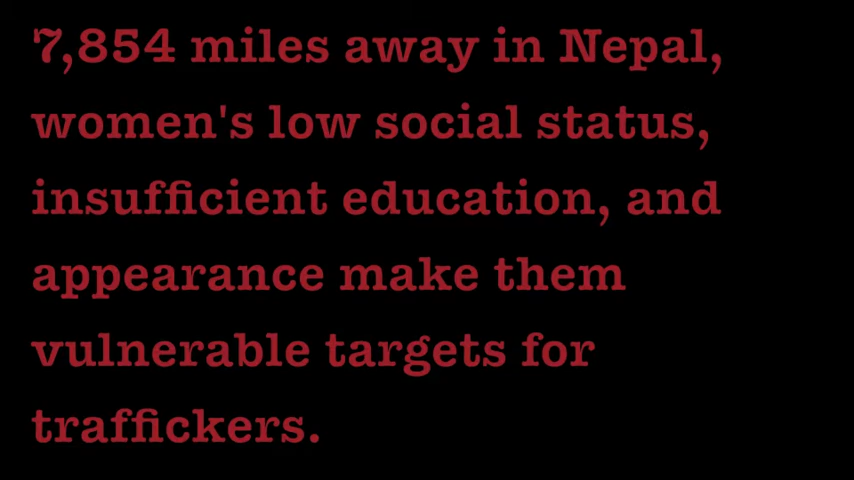 7,854 miles away in Nepal,
women's low social status,
insufficient education, and
appearance make them
vulnerable targets for
traffickers.